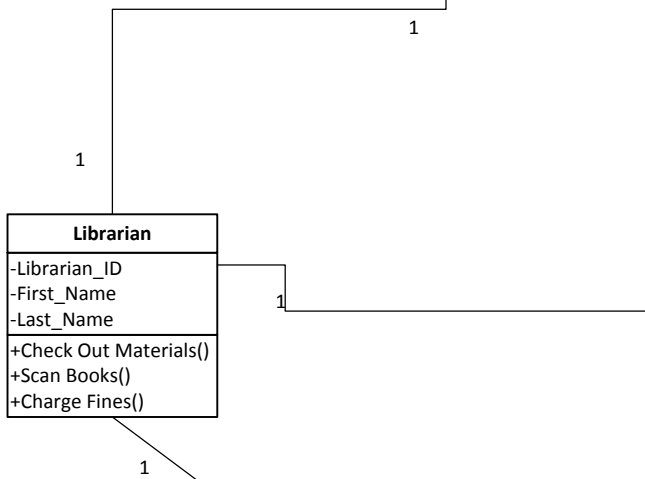 1
1
Librarian
-Librarian_ID
-First_Name
-Last_Name
1
+Check Out Materials()
+Scan Books()
+Charge Fines()
1